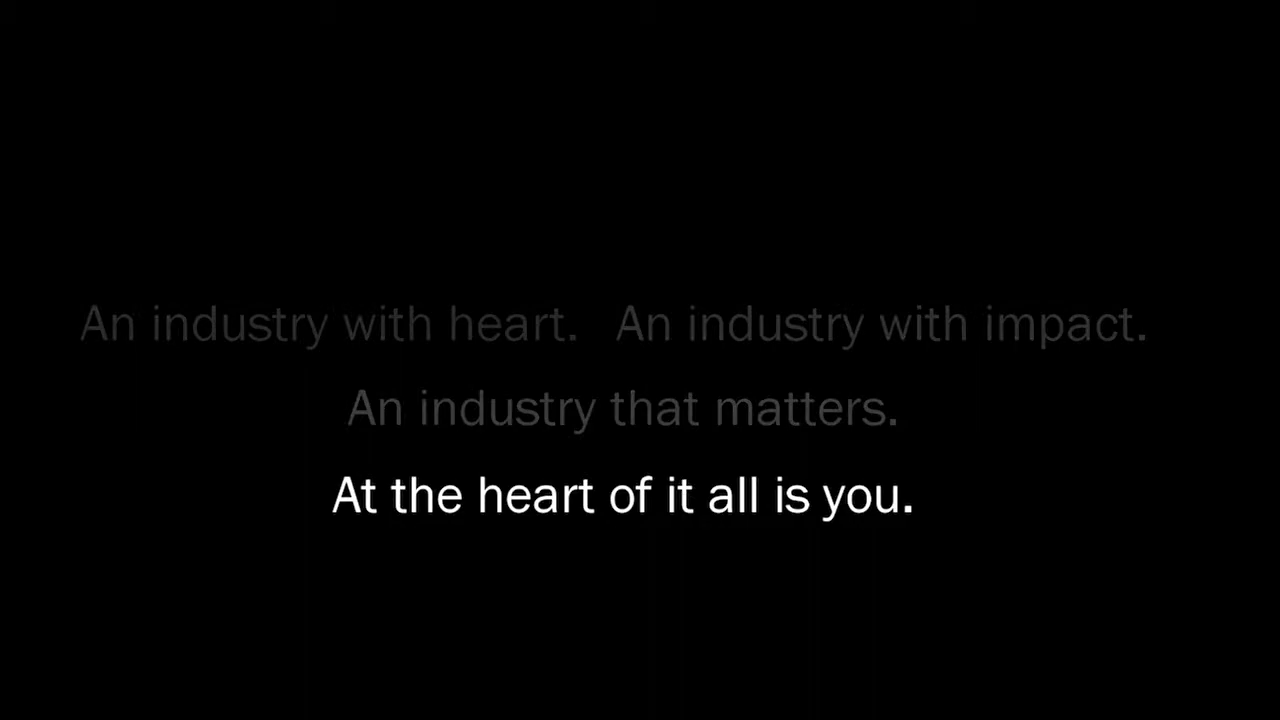 An industry with heart. An industry with impact.
An industry that matters.
At the heart of it all is you.